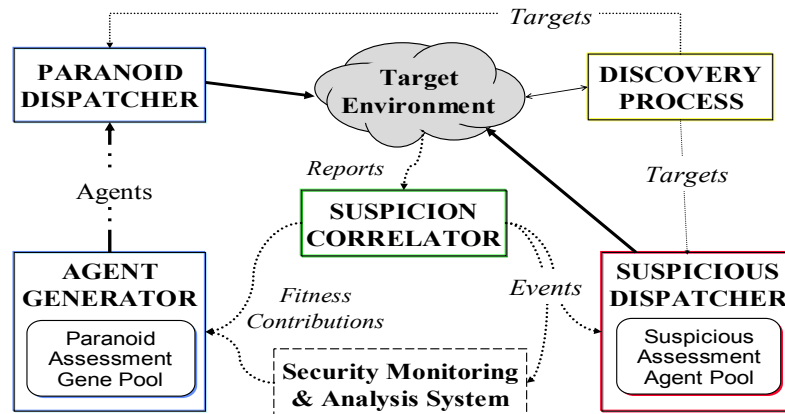 Targets
PARANOID
DISPATCHER
Target
Environment
DISCOVERY
PROCESS
Reports
Targets
Agents
SUSPICION
CORRELATOR
AGENT
GENERATOR
Paranoid
Assessment
Gene Pool
Fitness
Contributions
Events
SUSPICIOUS
DISPATCHER
Suspicious
Assessment
Agent Pool
Security Monitoring
& Analysis System